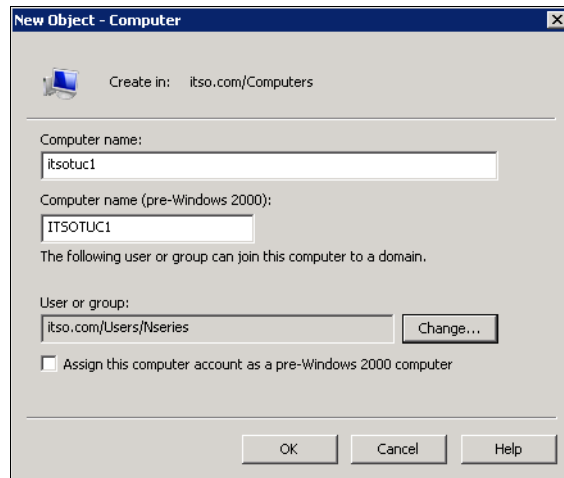 New Object - Computer
Create in: itso.com/Computers
Computer name:
itsotuc1
Computer name (pre-Windows 2000):
ITSOTUC1
The following user or group can join this computer to a domain.
User or group:
itso.com/Users/Nseries
Change...
Assign this computer account as a pre-Windows 2000 computer
OK Cancel Help